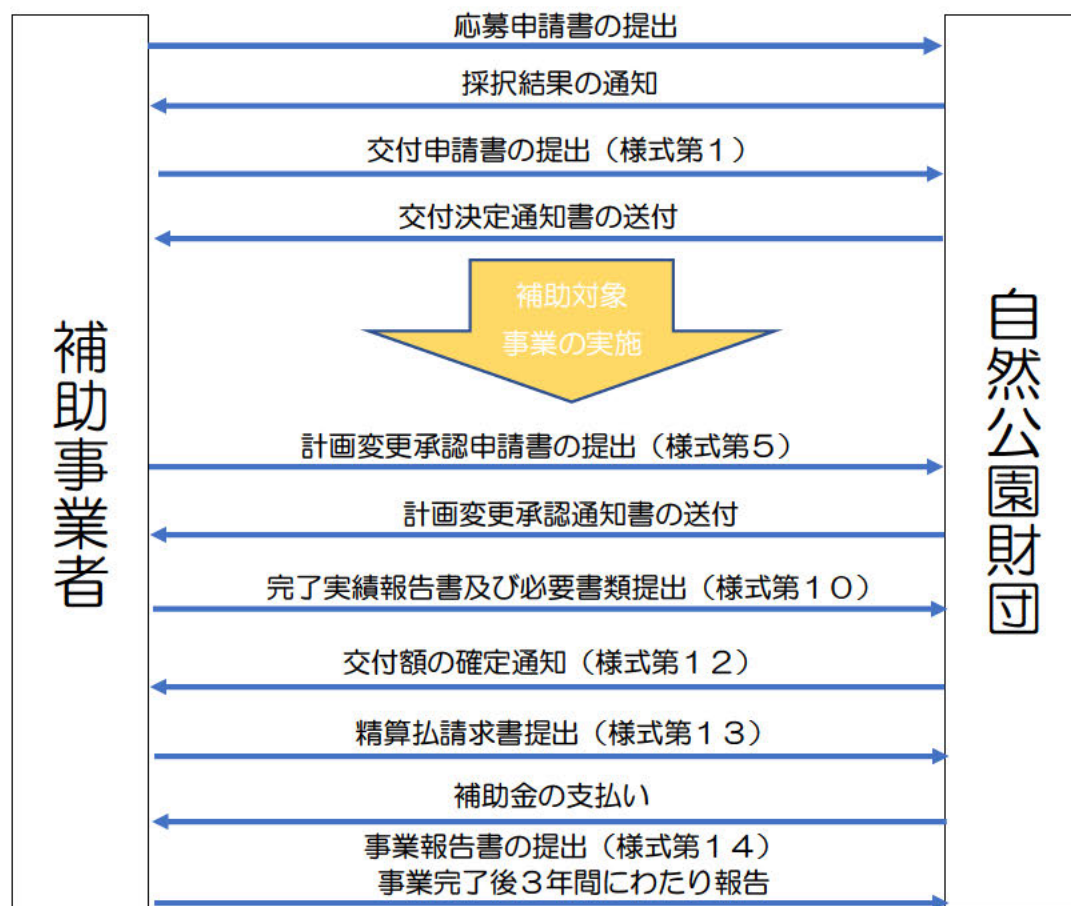 応募申請書の提出
採択結果の通知
交付申請書の提出（様式第１）
交付決定通知書の送付
補助対象
事業の実施
補助事業者
自然公園財団
計画変更承認申請書の提出（様式第５）
計画変更承認通知書の送付
完了実績報告書及び必要書類提出（様式第１０）
交付額の確定通知（様式第１２）
精算払請求書提出（様式第１３）
補助金の支払い
事業報告書の提出（様式第１４）
事業完了後３年間にわたり報告